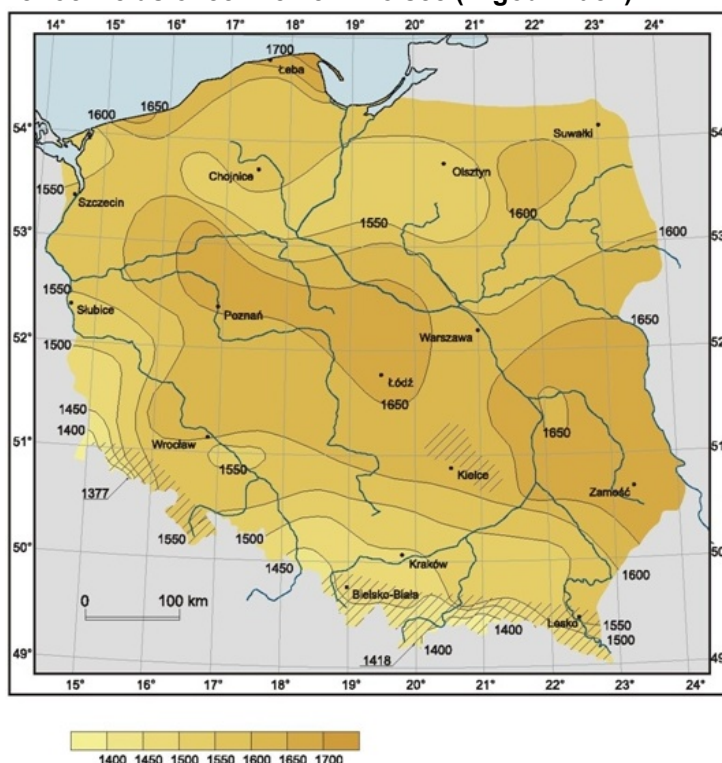 14° 15° 16° 17° 18° 19° 20° 21° 22° 23° 24°
1700
Łeba
1650
1600
54°
Suwałki
Chojnice
Olsztyn
1550
Szczecin
1600
1550
53°
1600
1550
Słubice
Poznań
1650
Warszawa
52°
1500
Łódź
1650
1450
1650
1400
51°
Wrocław
1550
Kielce
1377
Zamość
1550
1500
50°
Kraków
1450
1600
0 100 km
Bielsko-Biała
Lesko
1550
1400
1500
1400
1418
49°
15° 16° 17° 18° 19° 20° 21° 22° 23° 24°
1400 1450 1500 1550 1600 1650 1700